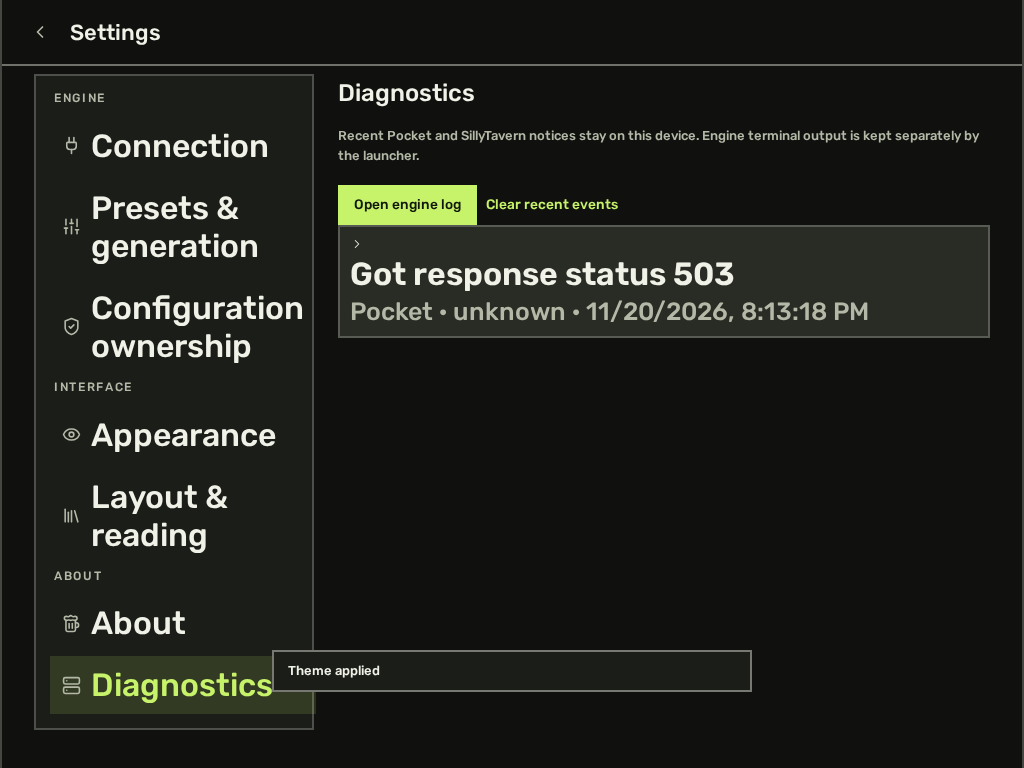 Settings
ENGINE
Connection
Presets &
generation
Configuration
ownership
INTERFACE
Appearance
Layout &
reading
ABOUT
About
Diagnostics
Diagnostics
Recent Pocket and SillyTavern notices stay on this device. Engine terminal output is kept separately by
the launcher.
Open engine log
Clear recent events
Got response status 503
Pocket • unknown • 11/20/2026, 8:13:18 PM
Theme applied